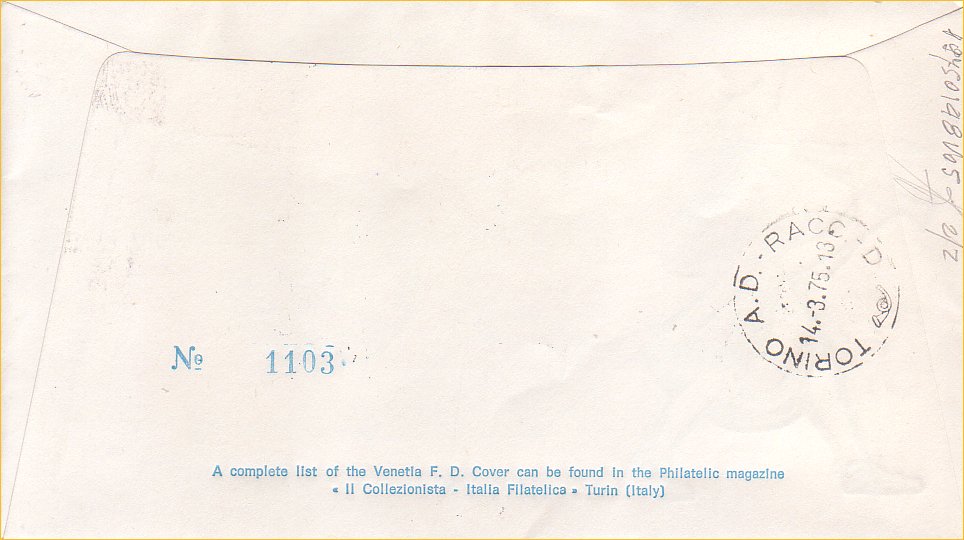 № 1103
A complete list of the Venetia F. D. Cover can be found in the Philatelic magazine
« Il Collezionista - Italia Filatelica » Turin (Italy)
TORINO A.D. - RACC. - D.
14.-3.75.13